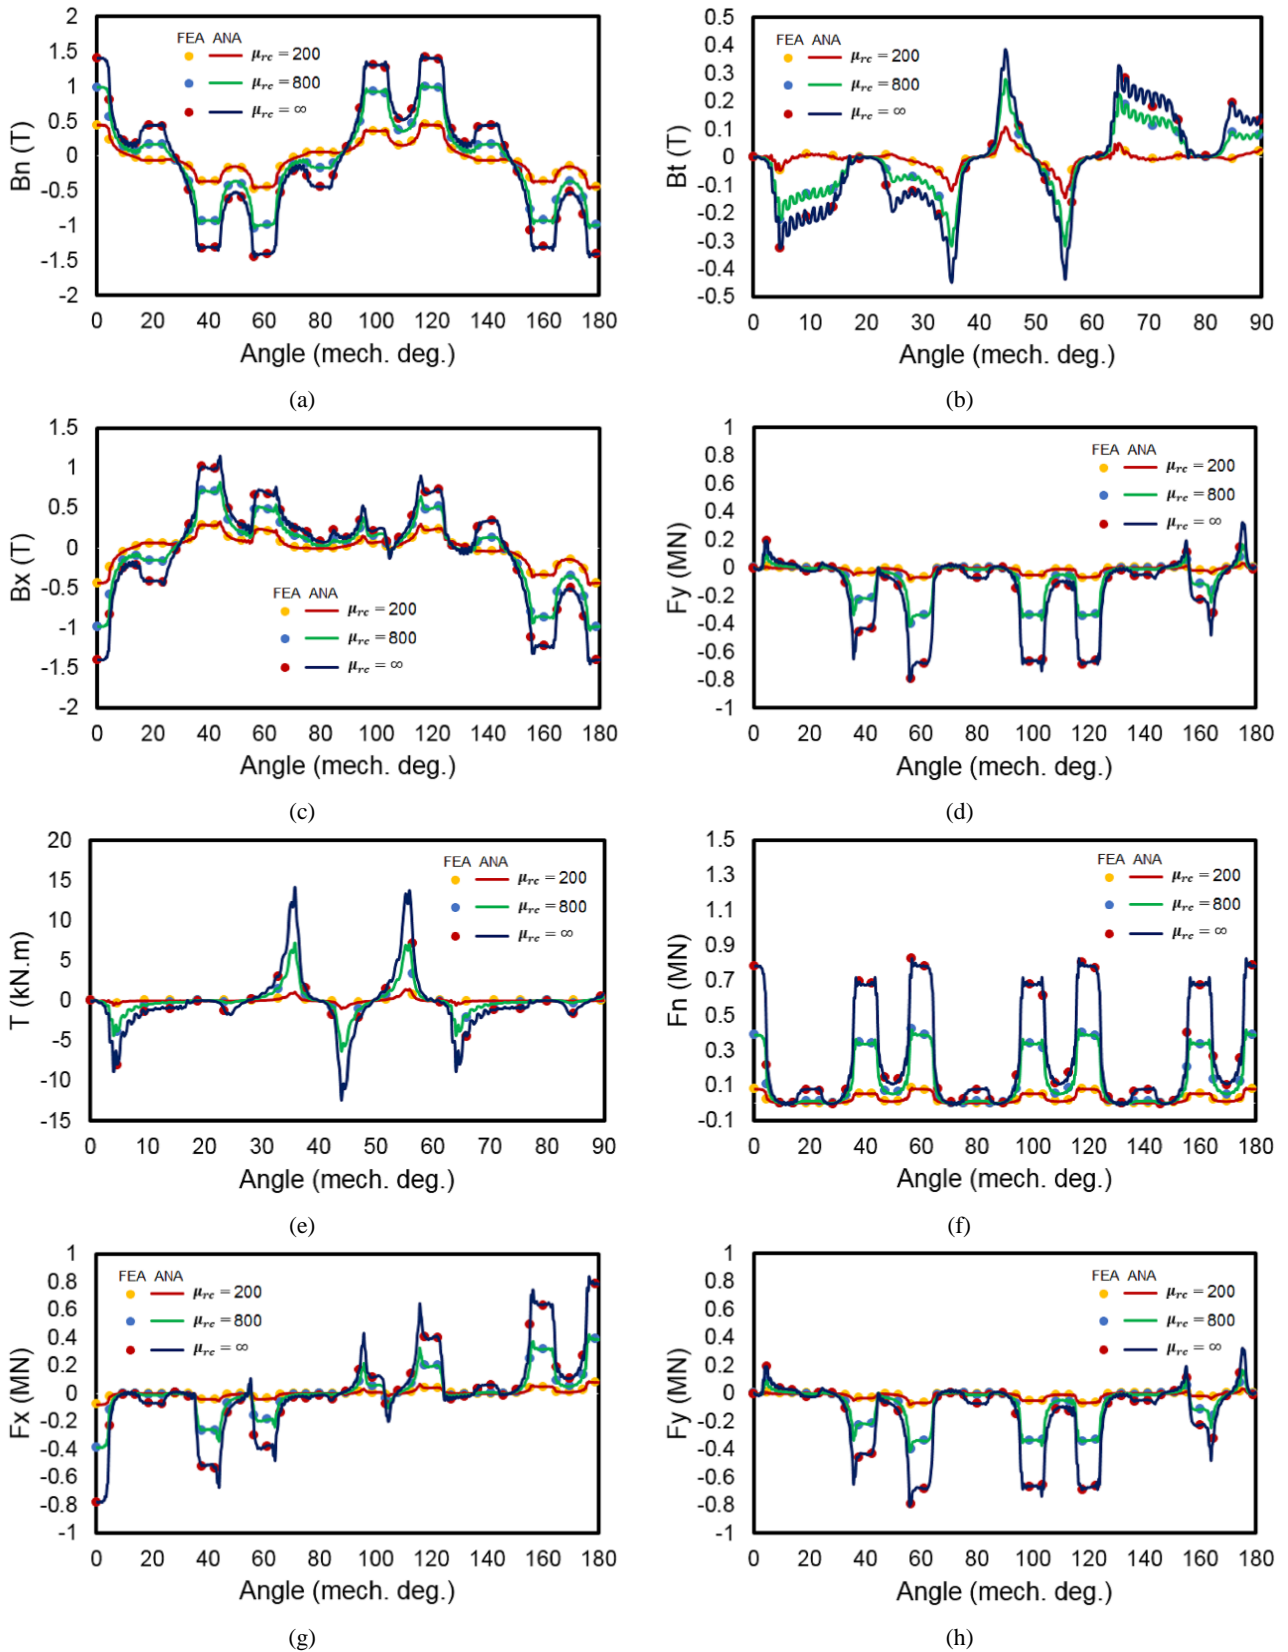 Bn (T)
2
1.5
1
0.5
0
-0.5
-1
-1.5
-2
FEA ANA
μrc = 200
μrc = 800
μrc = ∞
0 20 40 60 80 100 120 140 160 180
Angle (mech. deg.)
(a)
Bt (T)
0.5
0.4
0.3
0.2
0.1
0
-0.1
-0.2
-0.3
-0.4
-0.5
FEA ANA
μrc = 200
μrc = 800
μrc = ∞
0 10 20 30 40 50 60 70 80 90
Angle (mech. deg.)
(b)
Bx (T)
1.5
1
0.5
0
-0.5
-1
-1.5
-2
FEA ANA
μrc = 200
μrc = 800
μrc = ∞
0 20 40 60 80 100 120 140 160 180
Angle (mech. deg.)
(c)
Fy (MN)
1
0.8
0.6
0.4
0.2
0
-0.2
-0.4
-0.6
-0.8
-1
FEA ANA
μrc = 200
μrc = 800
μrc = ∞
0 20 40 60 80 100 120 140 160 180
Angle (mech. deg.)
(d)
T (kN.m)
20
15
10
5
0
-5
-10
-15
FEA ANA
μrc = 200
μrc = 800
μrc = ∞
0 10 20 30 40 50 60 70 80 90
Angle (mech. deg.)
(e)
Fn (MN)
1.5
1.3
1.1
0.9
0.7
0.5
0.3
0.1
-0.1
FEA ANA
μrc = 200
μrc = 800
μrc = ∞
0 20 40 60 80 100 120 140 160 180
Angle (mech. deg.)
(f)
Fx (MN)
1
0.8
0.6
0.4
0.2
0
-0.2
-0.4
-0.6
-0.8
-1
FEA ANA
μrc = 200
μrc = 800
μrc = ∞
0 20 40 60 80 100 120 140 160 180
Angle (mech. deg.)
(g)
Fy (MN)
1
0.8
0.6
0.4
0.2
0
-0.2
-0.4
-0.6
-0.8
-1
FEA ANA
μrc = 200
μrc = 800
μrc = ∞
0 20 40 60 80 100 120 140 160 180
Angle (mech. deg.)
(h)